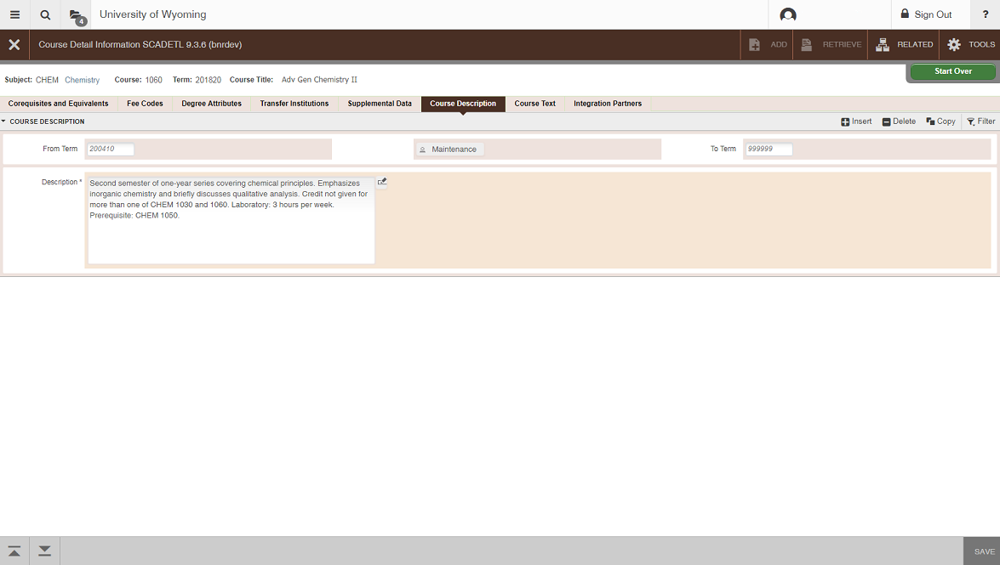 4
University of Wyoming
Sign Out
?
Course Detail Information SCADETL 9.3.6 (bnrdev)
ADD
RETRIEVE
RELATED
TOOLS
Start Over
Subject: CHEM Chemistry Course: 1060 Term: 201820 Course Title: Adv Gen Chemistry II
Corequisites and Equivalents
Fee Codes
Degree Attributes
Transfer Institutions
Supplemental Data
Course Description
Course Text
Integration Partners
COURSE DESCRIPTION
Insert
Delete
Copy
Filter
From Term 200410
Maintenance
To Term 999999
Description *
Second semester of one-year series covering chemical principles. Emphasizes
inorganic chemistry and briefly discusses qualitative analysis. Credit not given for
more than one of CHEM 1030 and 1060. Laboratory: 3 hours per week.
Prerequisite: CHEM 1050.
SAVE